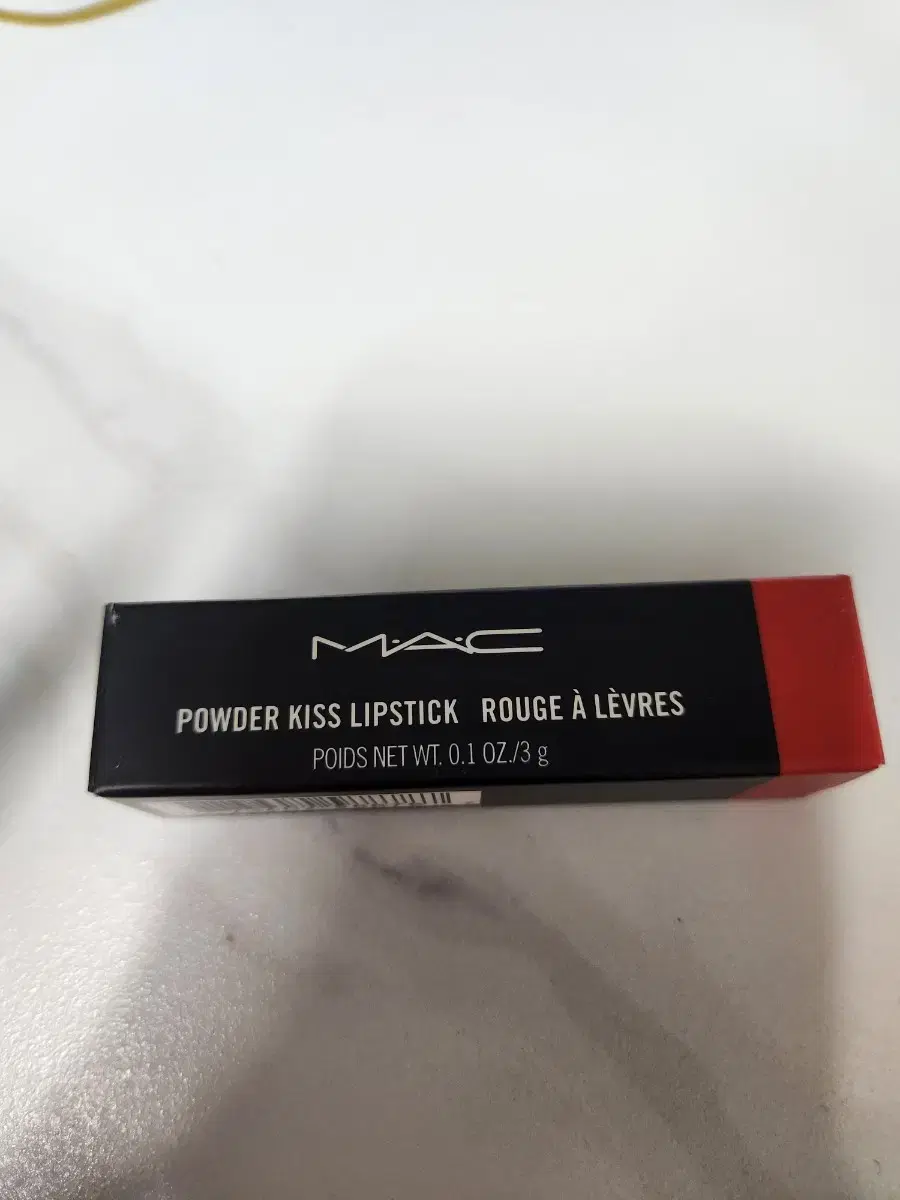 M·A·C
POWDER KISS LIPSTICK ROUGE À LÈVRES
POIDS NET WT. 0.1 OZ./3 g